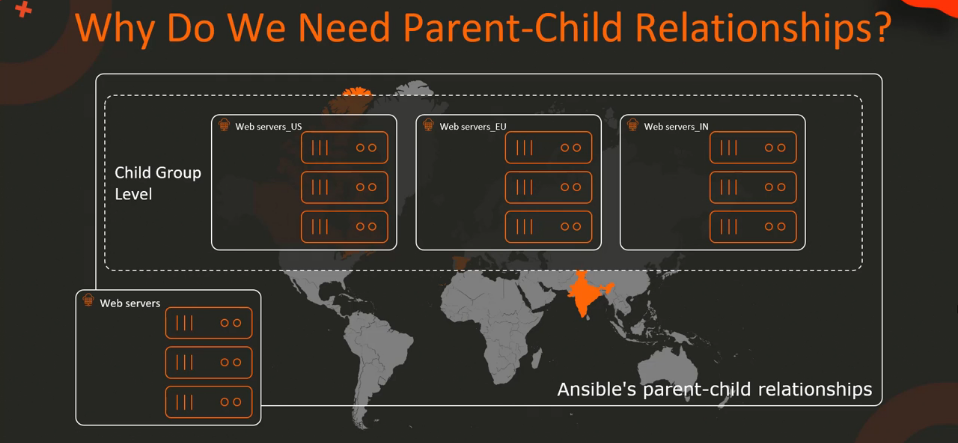 Why Do We Need Parent-Child Relationships?
Web servers_US
Web servers_EU
Web servers_IN
Child Group
Level
Web servers
Ansible's parent-child relationships